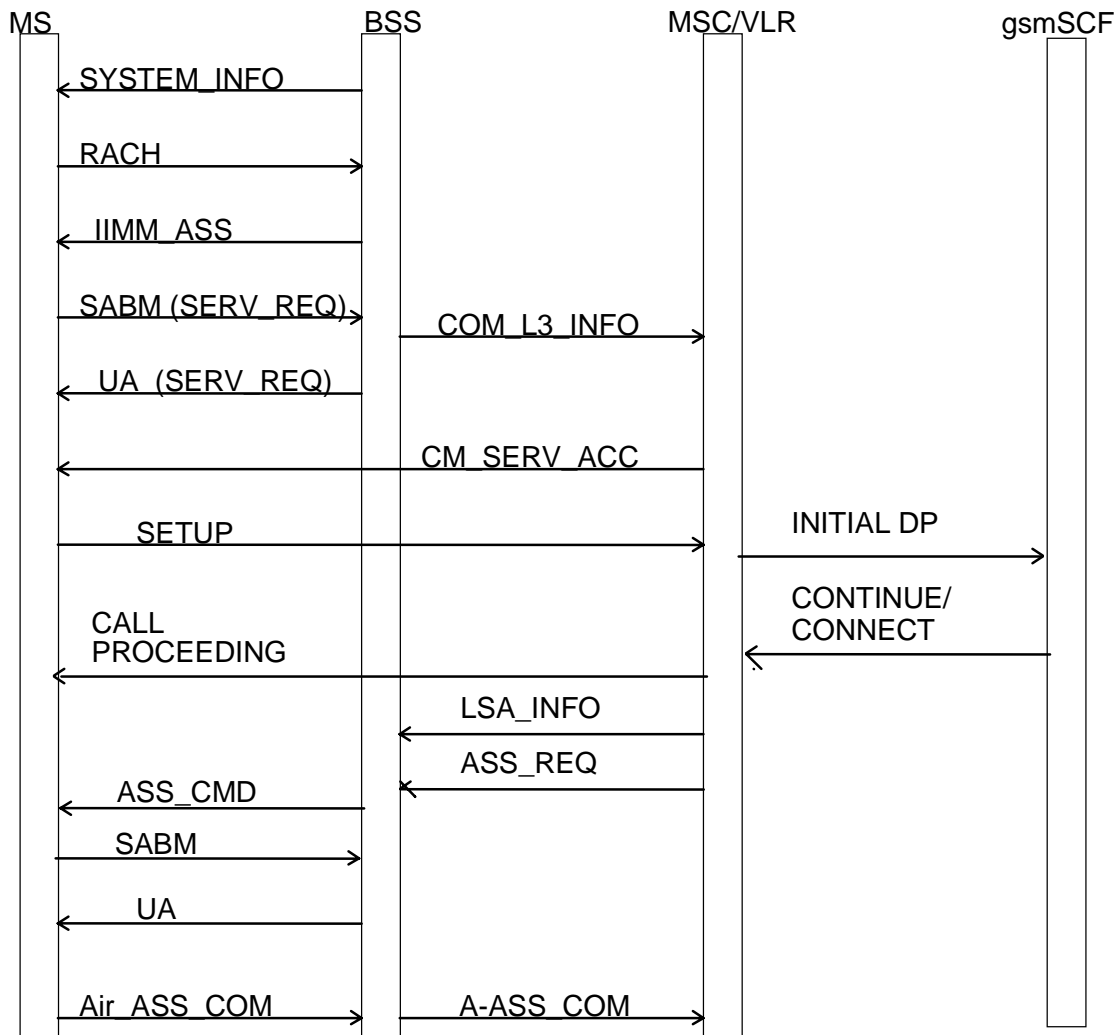 MS BSS MSC/VLR gsmSCF
SYSTEM_INFO
RACH
IIMM_ASS
SABM (SERV_REQ)
COM_L3_INFO
UA (SERV_REQ)
CM_SERV_ACC
SETUP
INITIAL DP
CONTINUE/
CONNECT
CALL
PROCEEDING
LSA_INFO
ASS_REQ
ASS_CMD
SABM
UA
Air_ASS_COM
A-ASS_COM